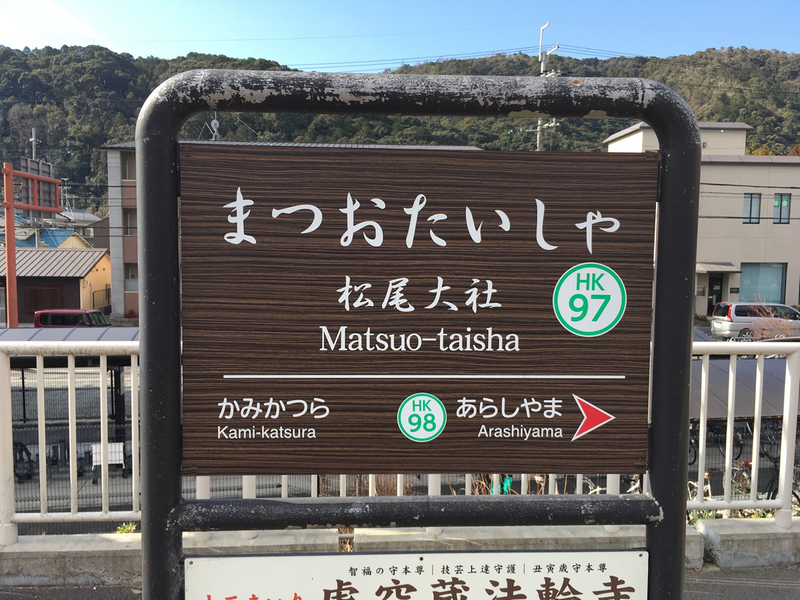 まつおたいしゃ
松尾大社
HK
97
Matsuo-taisha
かみかつら
Kami-katsura
HK
98
あらしやま
Arashiyama
智福の守本尊｜技芸上達守護｜丑寅歳守本尊
虚空蔵法輪寺